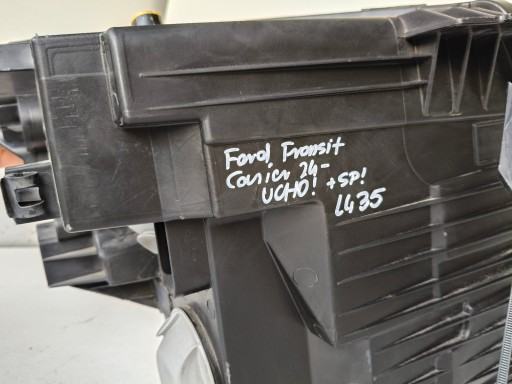 Ford Transit
Courier 24-
UCHO! +SP!
L435